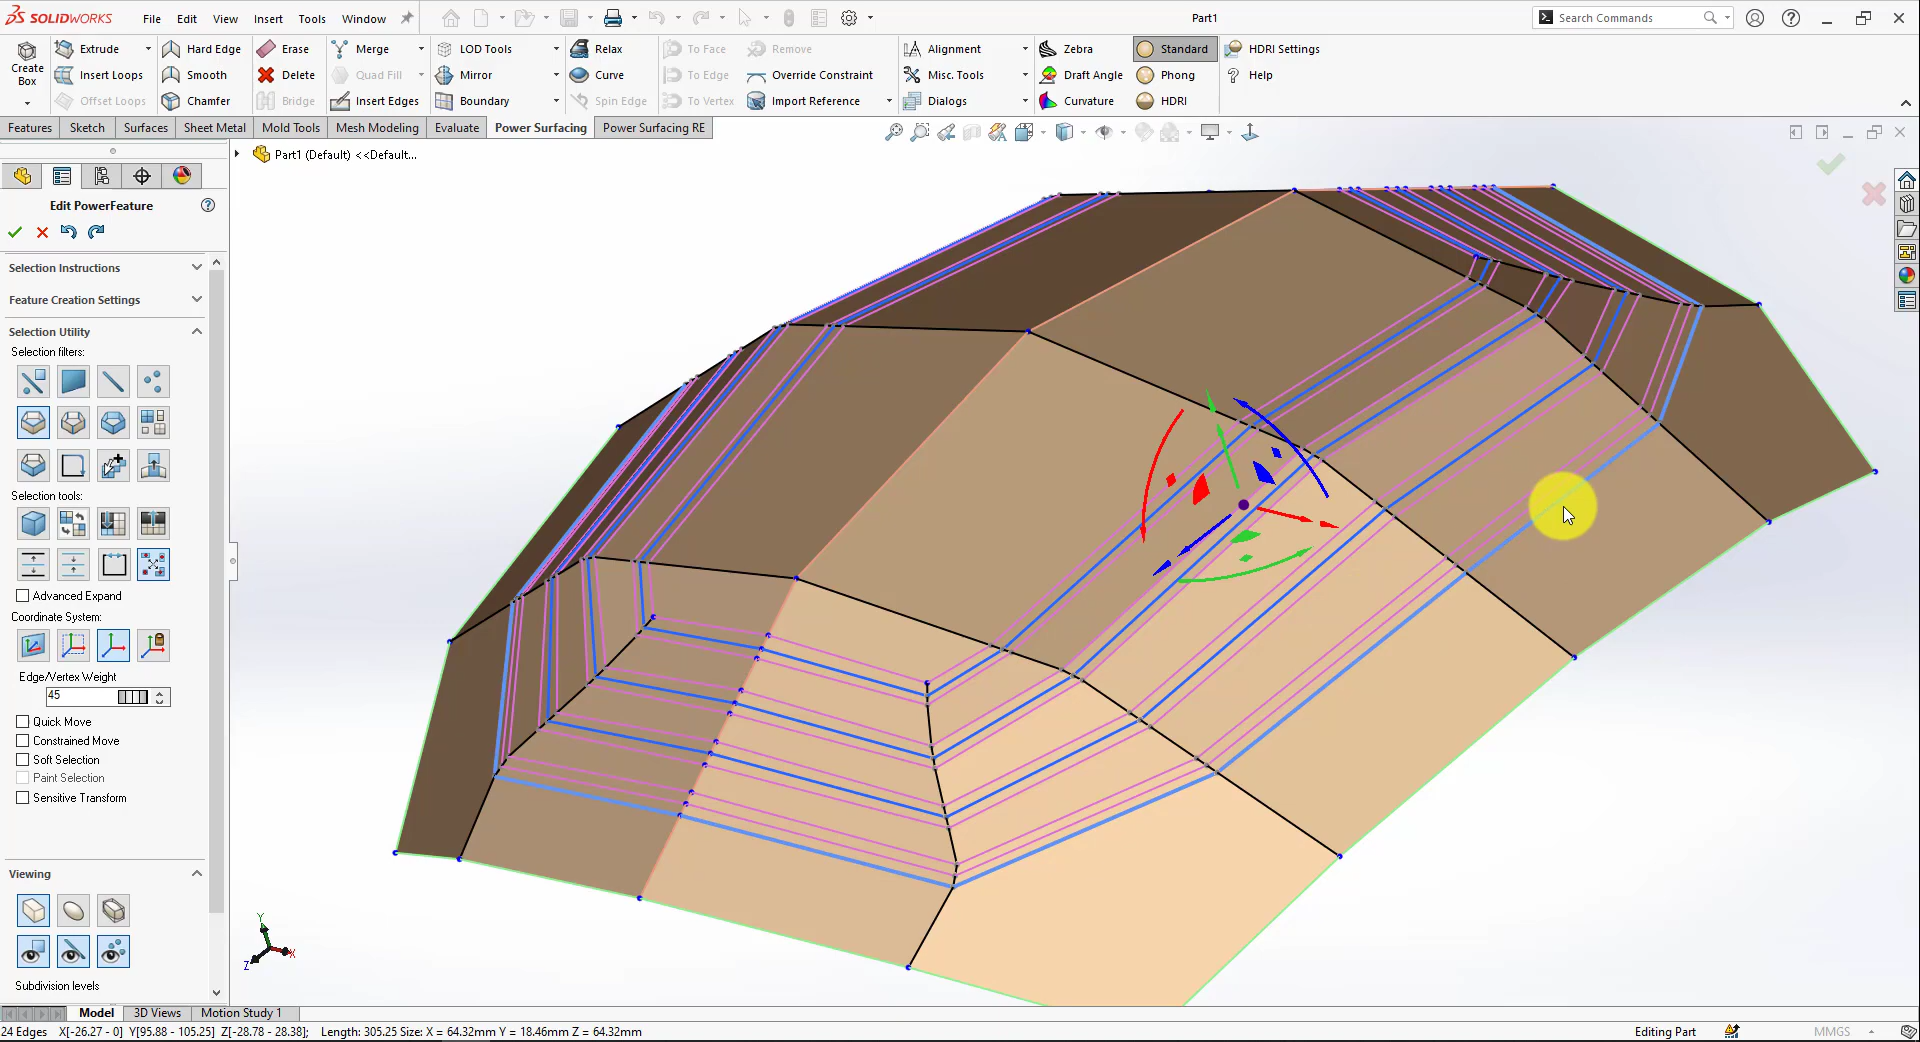 SOLIDWORKS
File Edit View Insert Tools Window
Part1
Search Commands
Create Box
Extrude
Insert Loops
Offset Loops
Hard Edge
Smooth
Chamfer
Erase
Delete
Bridge
Merge
Quad Fill
Insert Edges
LOD Tools
Mirror
Boundary
Relax
Curve
Spin Edge
To Face
To Edge
To Vertex
Remove
Override Constraint
Import Reference
Alignment
Misc. Tools
Dialogs
Zebra
Draft Angle
Curvature
Standard
Phong
HDRI
HDRI Settings
? Help
Features Sketch Surfaces Sheet Metal Mold Tools Mesh Modeling Evaluate Power Surfacing Power Surfacing RE
Part1 (Default) <<Default...
Edit PowerFeature
Selection Instructions
Feature Creation Settings
Selection Utility
Selection filters:
Selection tools:
Advanced Expand
Coordinate System:
Edge/Vertex Weight
45
Quick Move
Constrained Move
Soft Selection
Paint Selection
Sensitive Transform
Viewing
Subdivision levels
Y
X
Z
Model 3D Views Motion Study 1
24 Edges X[-26.27 - 0] Y[95.88 - 105.25] Z[-28.78 - 28.38]; Length: 305.25 Size: X = 64.32mm Y = 18.46mm Z = 64.32mm
Editing Part
MMGS